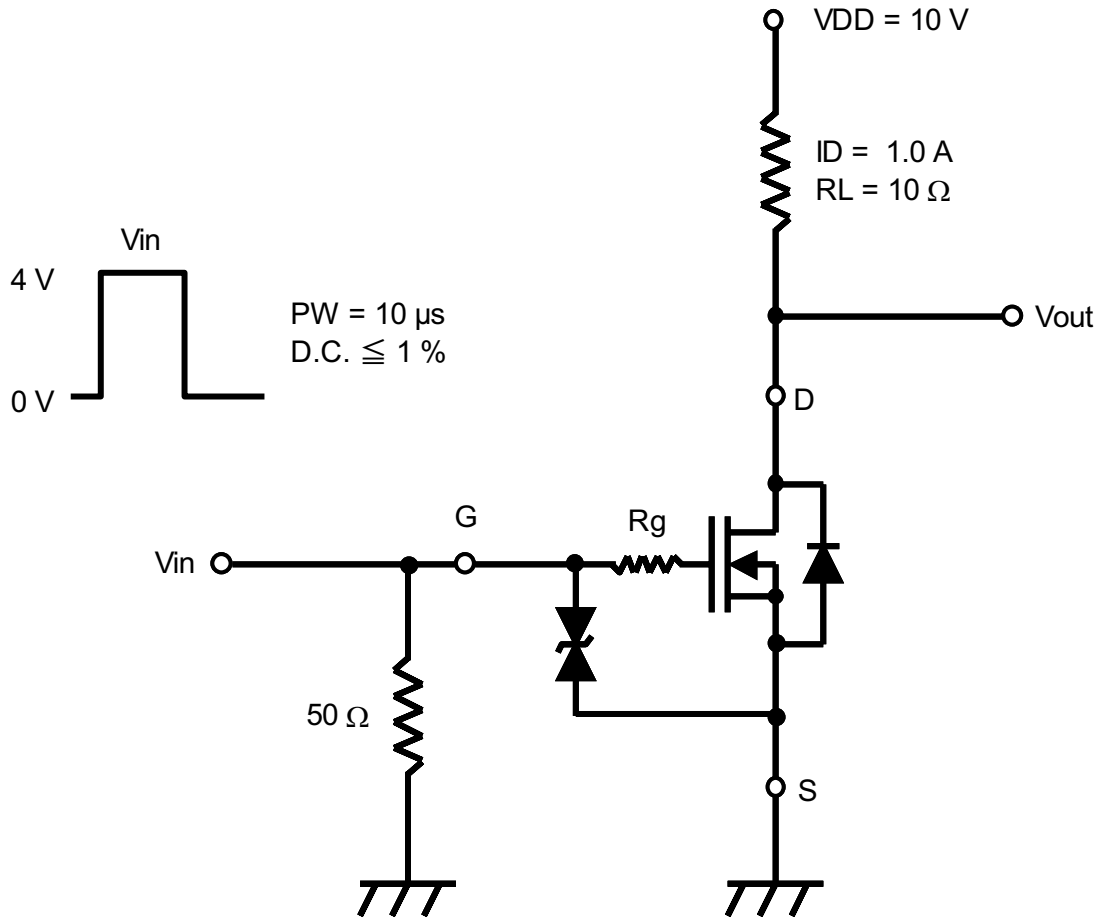 VDD = 10 V
ID =  1.0 A
RL = 10 Ω
Vin
4 V
PW = 10 µs
D.C. ≦ 1 %
0 V
Vout
D
G
Rg
Vin
50 Ω
S